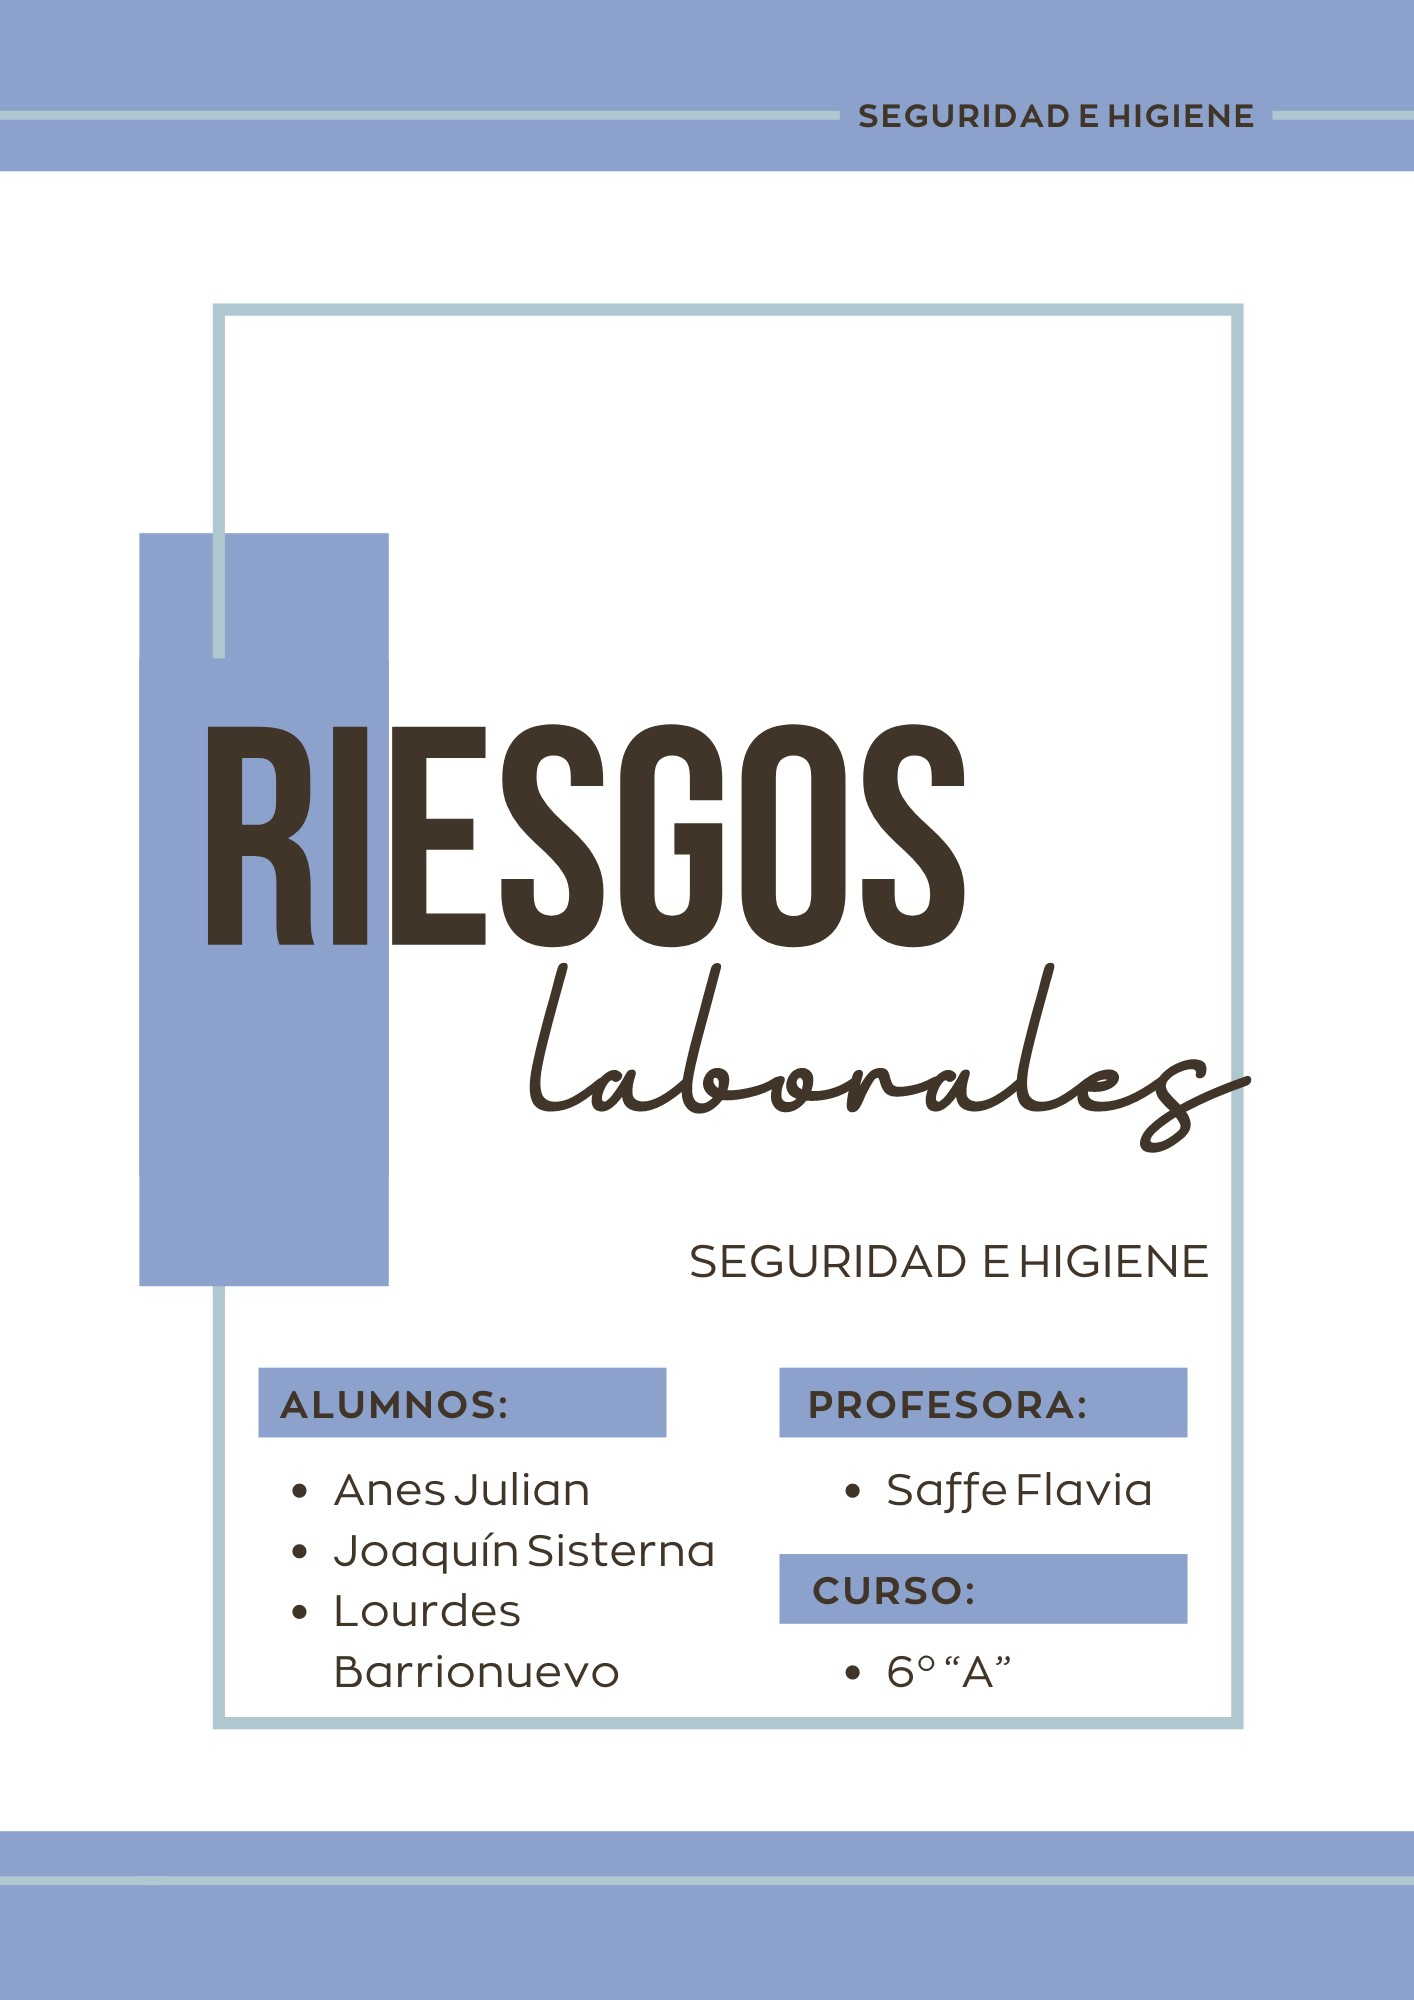 SEGURIDAD E HIGIENE
RIESGOS
laborales
SEGURIDAD E HIGIENE
ALUMNOS:
• Anes Julian
• Joaquín Sisterna
• Lourdes
Barrionuevo
PROFESORA:
• Saffe Flavia
CURSO:
• 6° “A”